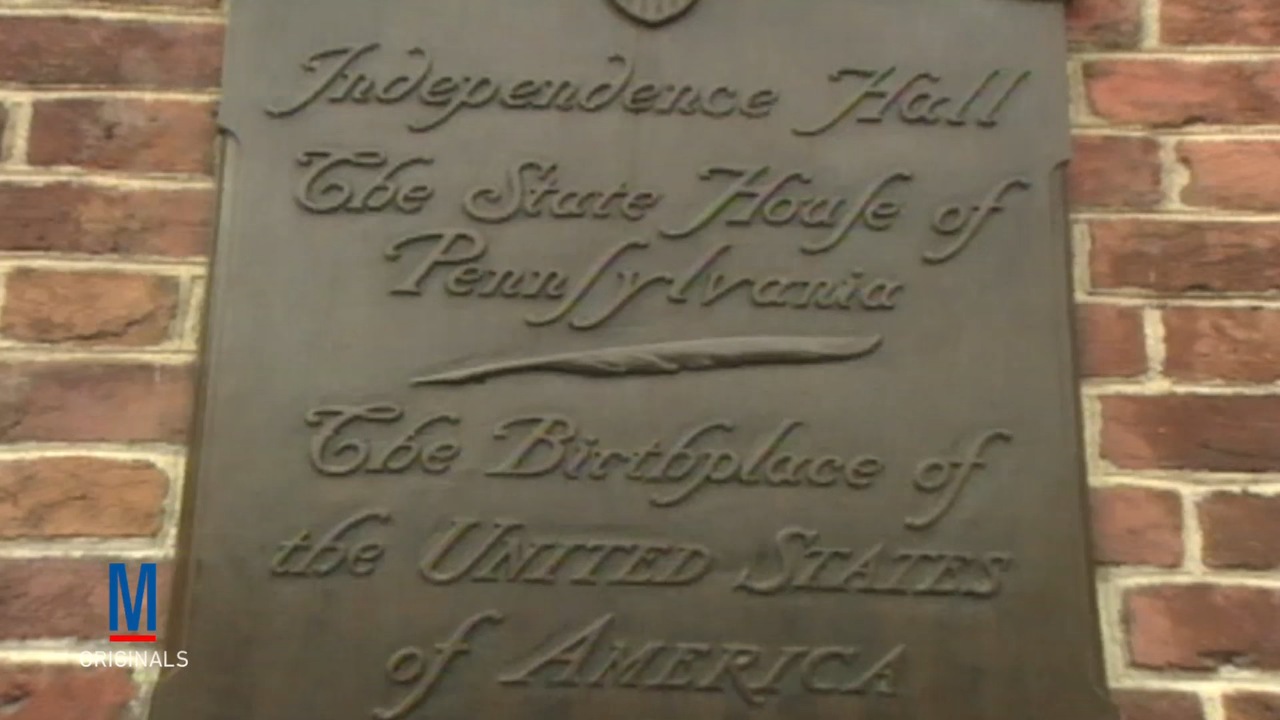 Independence Hall
The State Houſe of
Pennſylvania
The Birthplace of
the UNITED STATES
of AMERICA
M
ORIGINALS